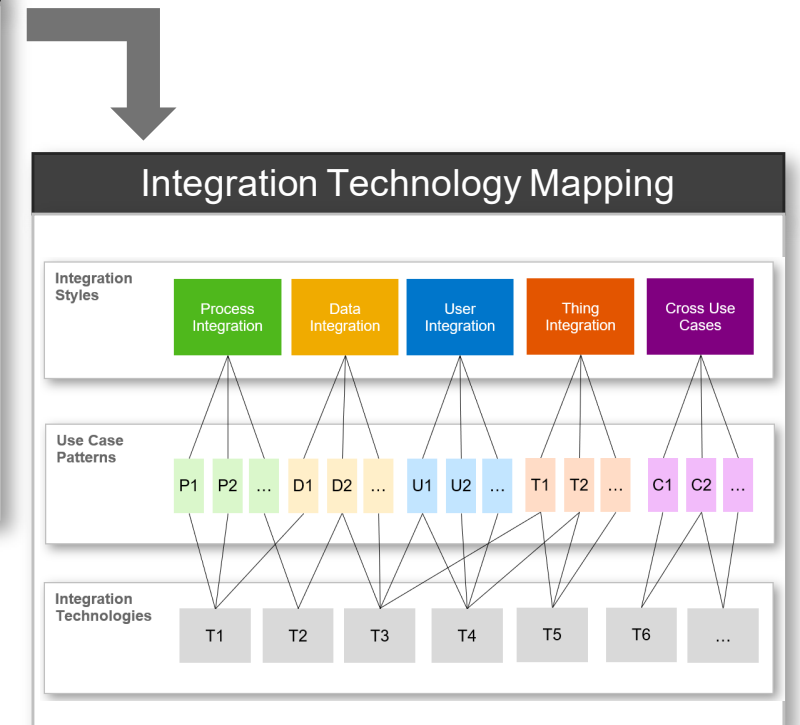 Integration Technology Mapping
Integration
Styles
Process
Integration
Data
Integration
User
Integration
Thing
Integration
Cross Use
Cases
Use Case
Patterns
P1 P2 … D1 D2 … U1 U2 … T1 T2 … C1 C2 …
Integration
Technologies
T1 T2 T3 T4 T5 T6 …